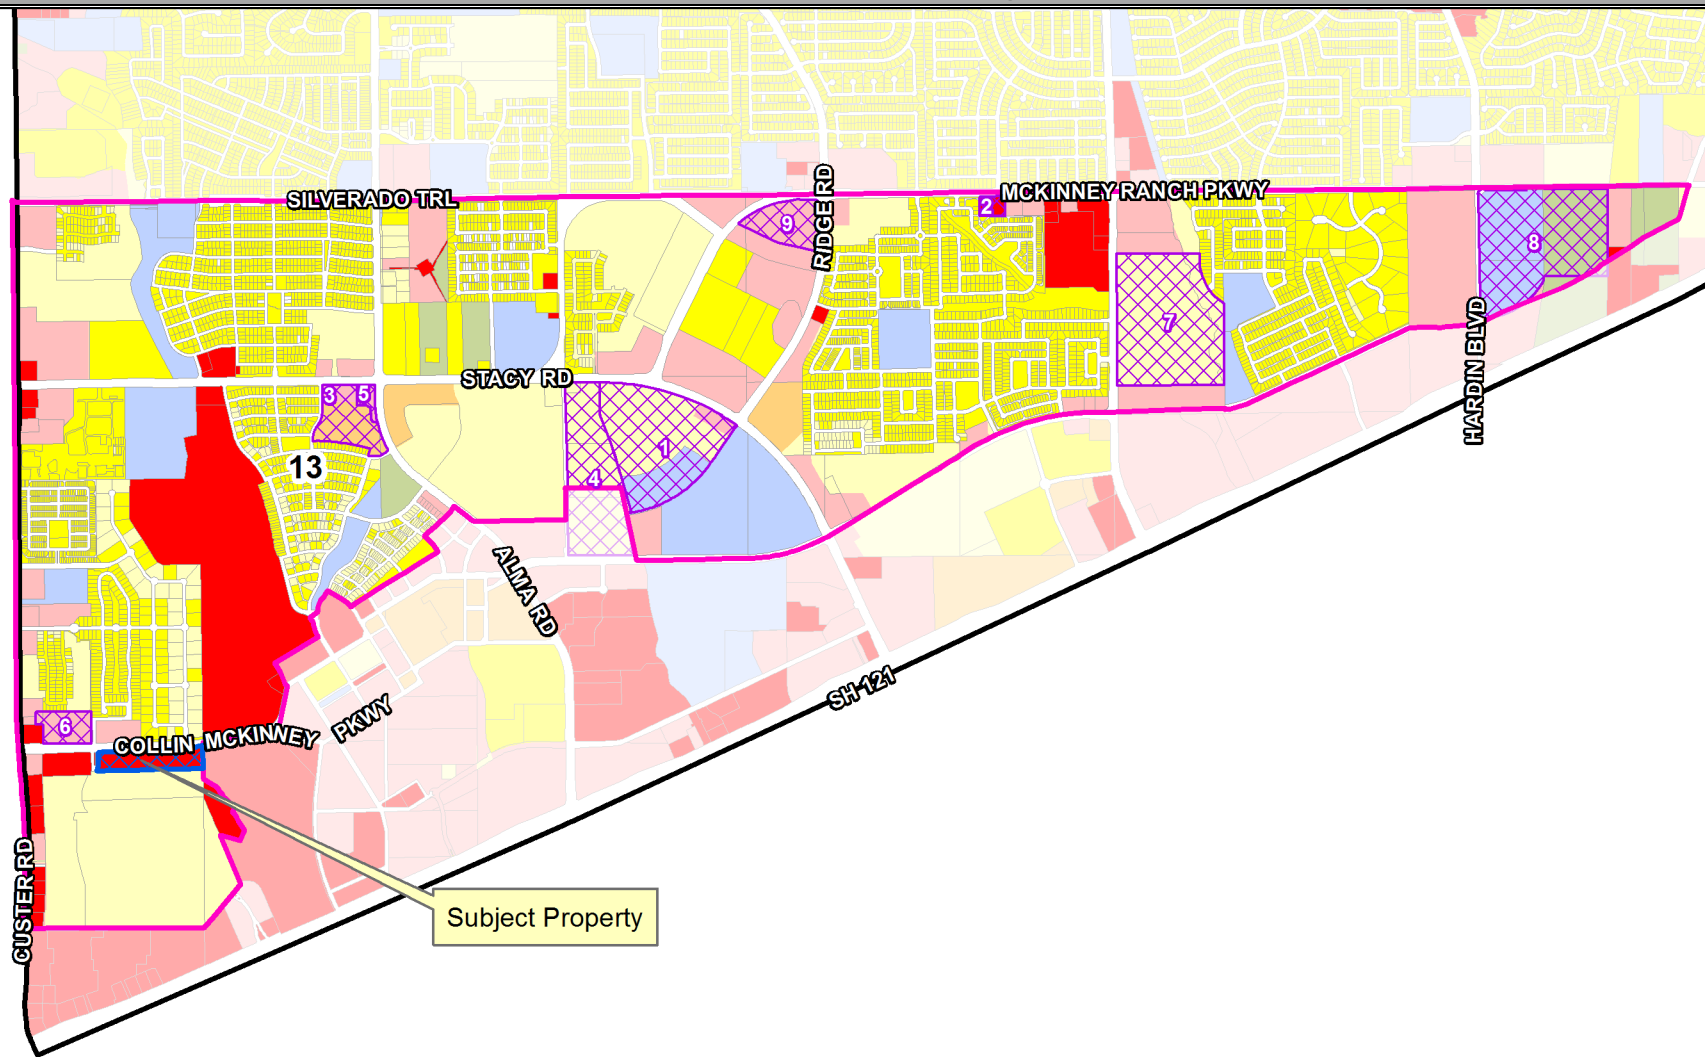 SILVERADO TRL
RIDGE RD
MCKINNEY RANCH PKWY
2
9
8
7
HARDIN BLVD
STACY RD
3
5
1
4
13
ALMA RD
SH 121
6
COLLIN MCKINNEY PKWY
CUSTER RD
Subject Property